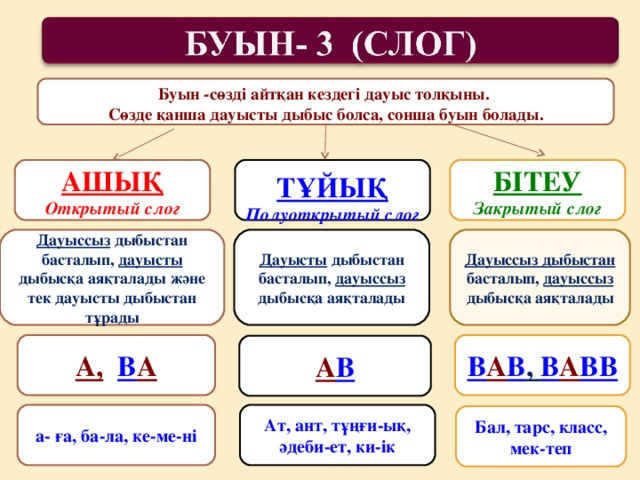 БУЫН- 3 (СЛОГ)
Буын -сөзді айтқан кездегі дауыс толқыны.
Сөзде қанша дауысты дыбыс болса, сонша буын болады.
АШЫҚ
Открытый слог
ТҰЙЫҚ
Полуоткрытый слог
БІТЕУ
Закрытый слог
Дауыссыз дыбыстан
басталып, дауысты
дыбысқа аяқталады және
тек дауысты дыбыстан
тұрады
Дауысты дыбыстан
басталып, дауыссыз
дыбысқа аяқталады
Дауыссыз дыбыстан
басталып, дауыссыз
дыбысқа аяқталады
А, ВА
АВ
ВАВ, ВАВВ
а- ға, ба-ла, ке-ме-ні
Ат, ант, тұңғи-ық,
әдеби-ет, ки-ік
Бал, тарс, класс,
мек-теп